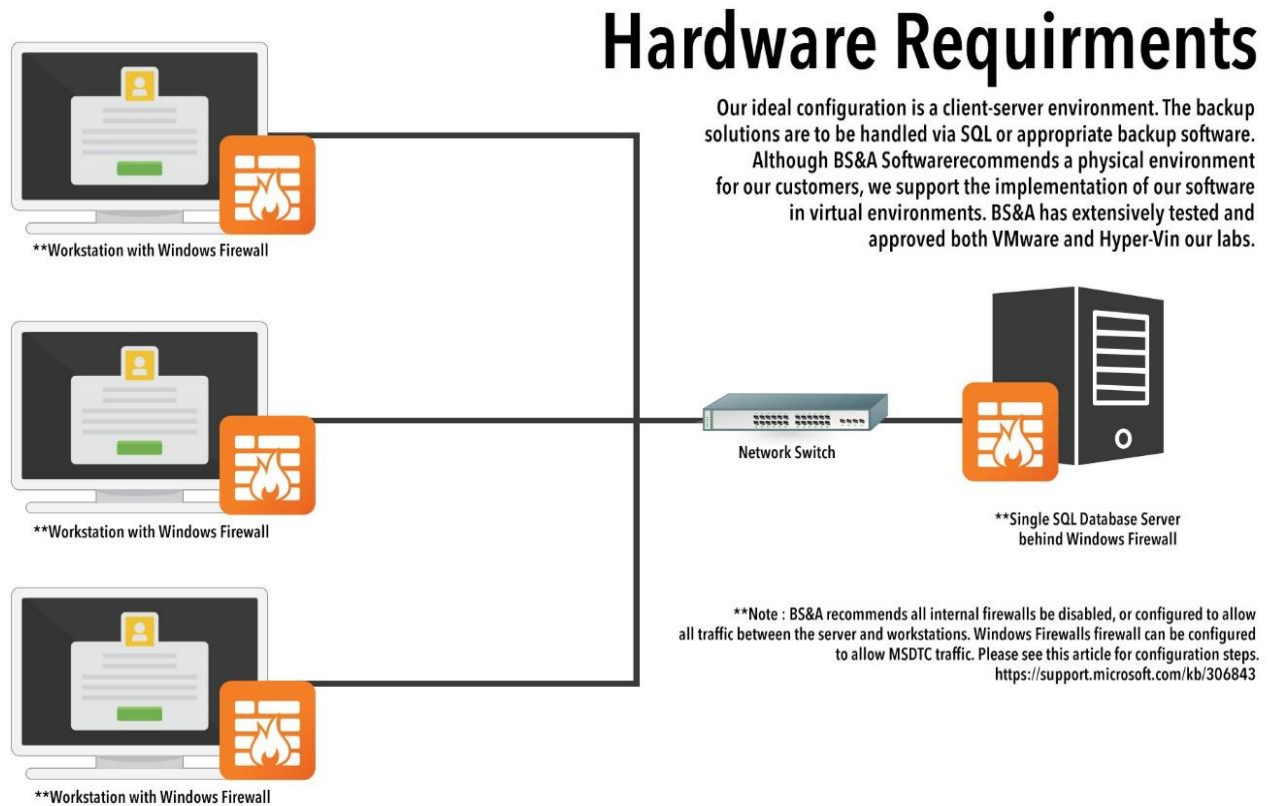 Hardware Requirments
Our ideal configuration is a client-server environment. The backup
solutions are to be handled via SQL or appropriate backup software.
Although BS&A Softwarerecommends a physical environment
for our customers, we support the implementation of our software
in virtual environments. BS&A has extensively tested and
approved both VMware and Hyper-Vin our labs.
**Workstation with Windows Firewall
**Workstation with Windows Firewall
Network Switch
**Single SQL Database Server
behind Windows Firewall
**Note : BS&A recommends all internal firewalls be disabled, or configured to allow
all traffic between the server and workstations. Windows Firewalls firewall can be configured
to allow MSDTC traffic. Please see this article for configuration steps.
https://support.microsoft.com/kb/306843
**Workstation with Windows Firewall